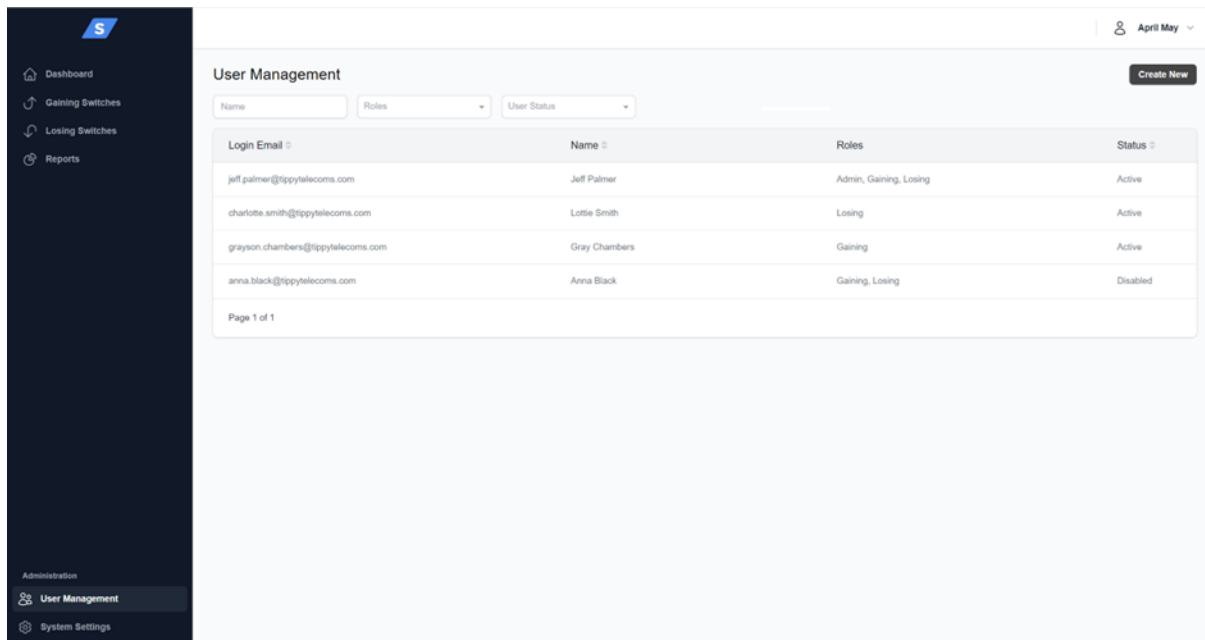 S
April May
Dashboard
Gaining Switches
Losing Switches
Reports
User Management
Create New
Name
Roles
User Status
Login Email Name Roles Status
jeff.palmer@tippytelecoms.com Jeff Palmer Admin, Gaining, Losing Active
charlotte.smith@tippytelecoms.com Lottie Smith Losing Active
grayson.chambers@tippytelecoms.com Gray Chambers Gaining Active
anna.black@tippytelecoms.com Anna Black Gaining, Losing Disabled
Page 1 of 1
Administration
User Management
System Settings